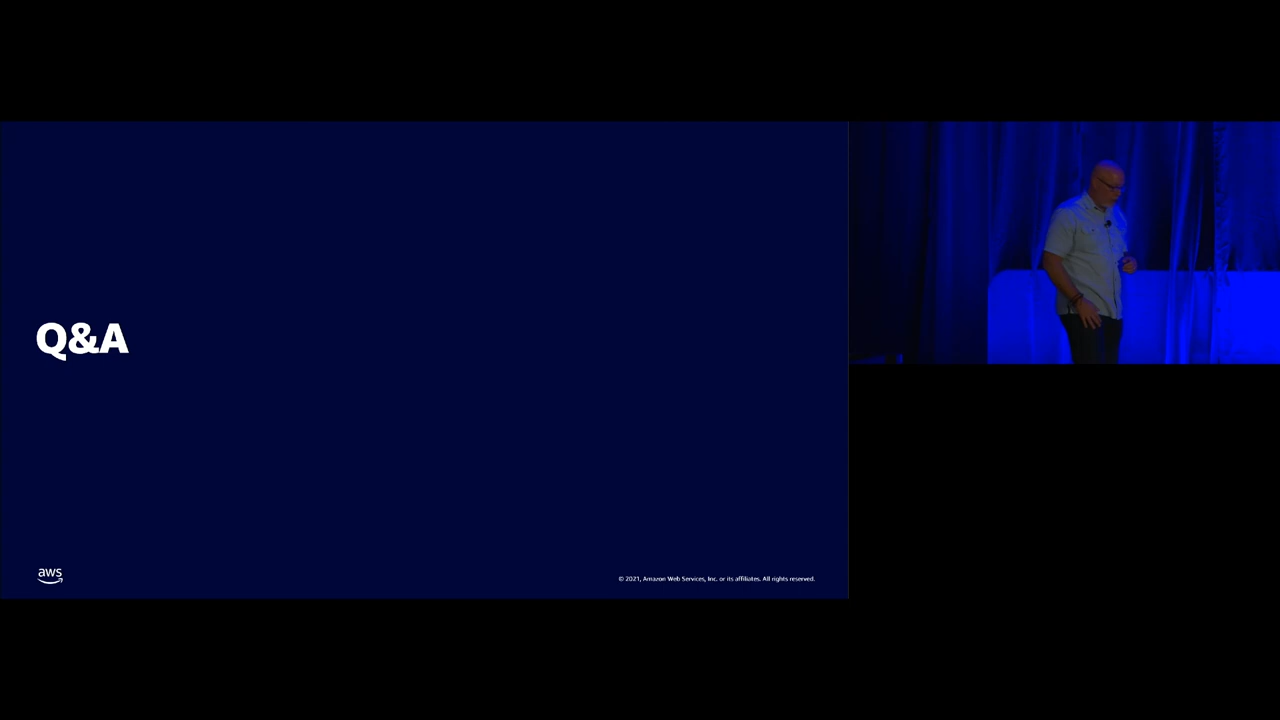 Q&A
aws
© 2021, Amazon Web Services, Inc. or its affiliates. All rights reserved.